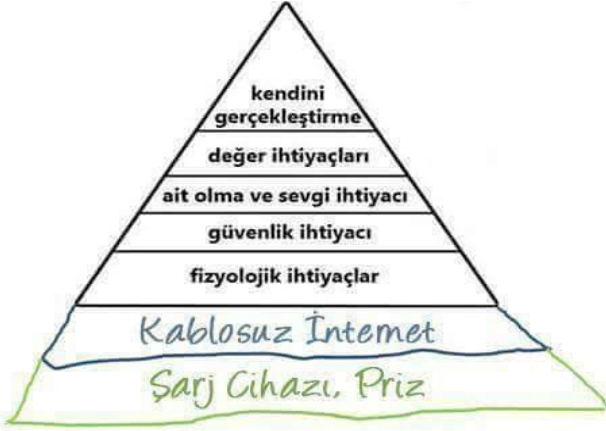 kendini
gerçekleştirme
değer ihtiyaçları
ait olma ve sevgi ihtiyacı
güvenlik ihtiyacı
fizyolojik ihtiyaçlar
Kablosuz İnternet
Şarj Cihazı, Priz